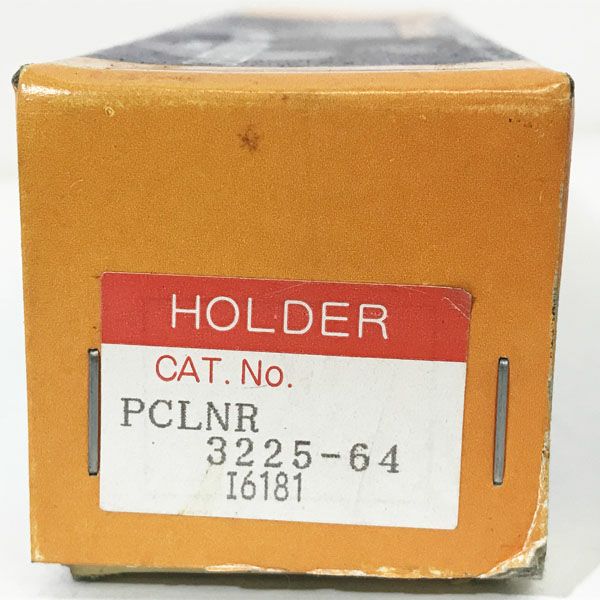 HOLDER
CAT. No.
PCLNR
3225-64
I6181